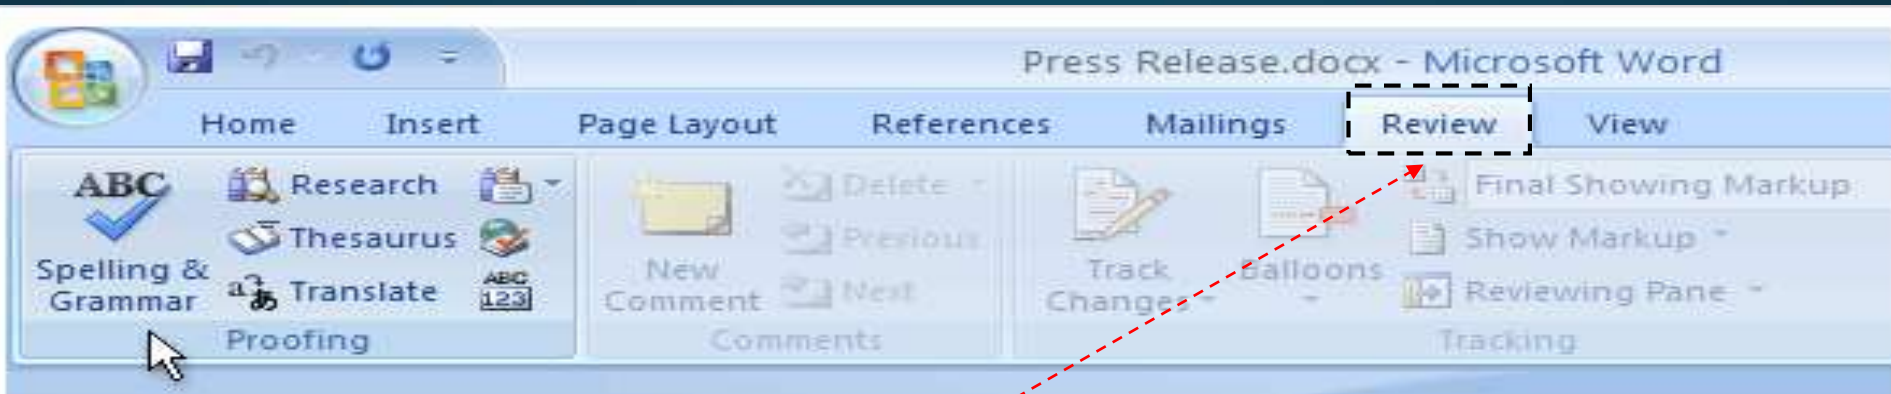 Press Release.docx - Microsoft Word
Home Insert Page Layout References Mailings Review View
ABC Research Delete Final Showing Markup
Thesaurus Previous Show Markup
Spelling & Grammar Translate ABC 123 New Comment Next Track Changes Balloons Reviewing Pane
Proofing Comments Tracking